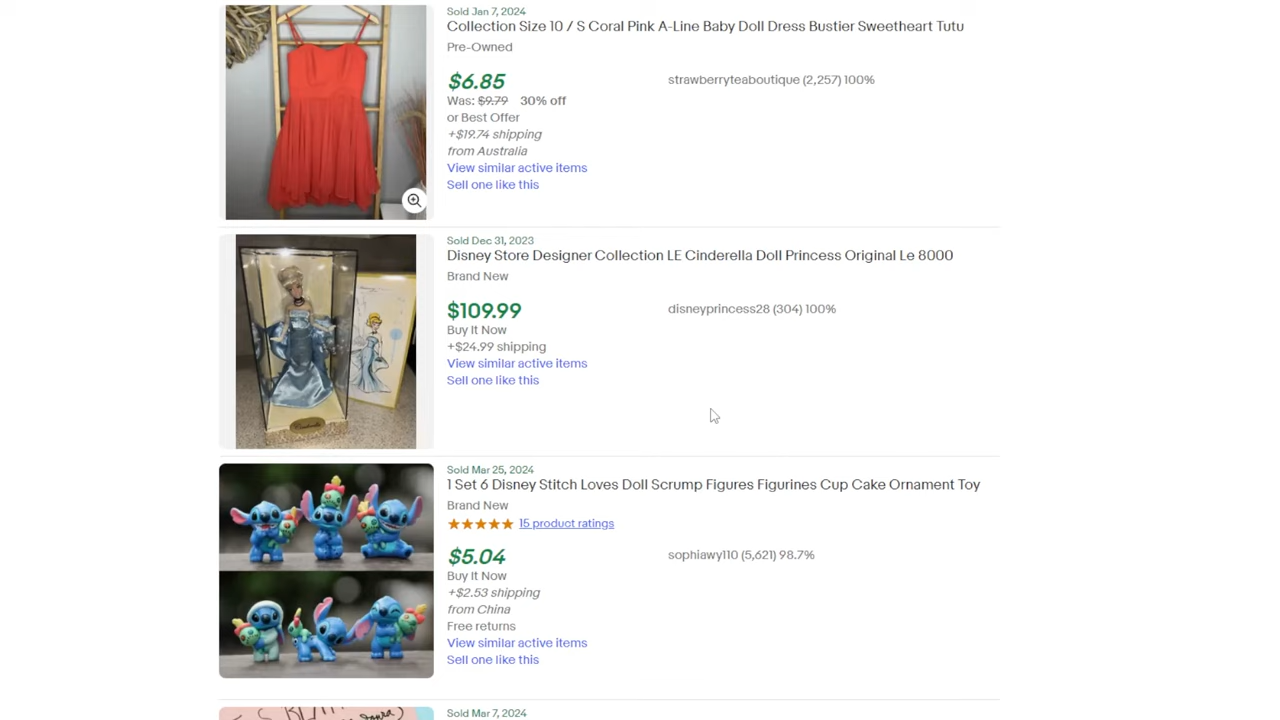 Sold Jan 7, 2024
Collection Size 10 / S Coral Pink A-Line Baby Doll Dress Bustier Sweetheart Tutu
Pre-Owned
$6.85
strawberryteaboutique (2,257) 100%
Was: $9.79 30% off
or Best Offer
+$19.74 shipping
from Australia
View similar active items
Sell one like this
Sold Dec 31, 2023
Disney Store Designer Collection LE Cinderella Doll Princess Original Le 8000
Brand New
$109.99
disneyprincess28 (304) 100%
Buy It Now
+$24.99 shipping
View similar active items
Sell one like this
Cinderella
Sold Mar 25, 2024
1 Set 6 Disney Stitch Loves Doll Scrump Figures Figurines Cup Cake Ornament Toy
Brand New
15 product ratings
$5.04
sophiawy110 (5,621) 98.7%
Buy It Now
+$2.53 shipping
from China
Free returns
View similar active items
Sell one like this
Sold Mar 7, 2024